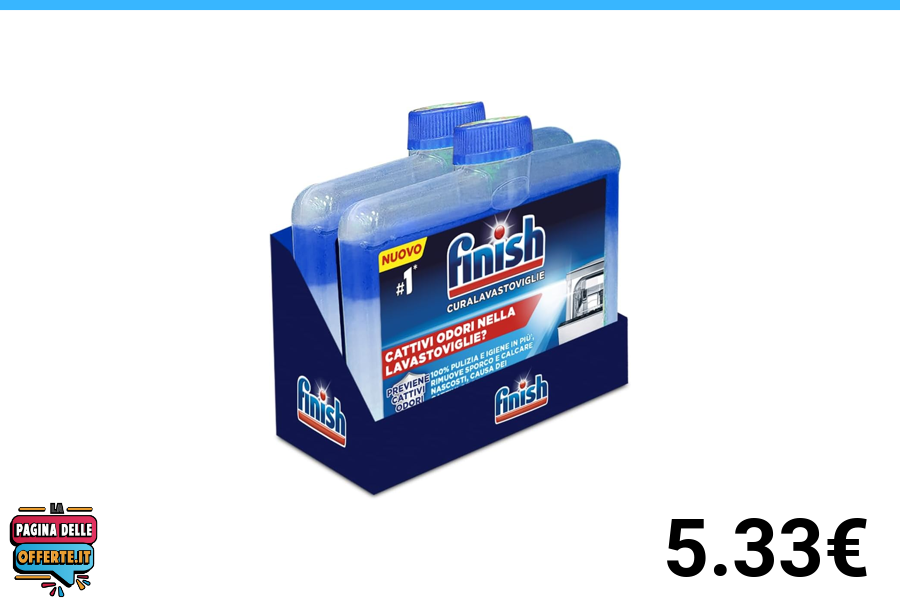 NUOVO
#1*
finish
CURALAVASTOVIGLIE
CATTIVI ODORI NELLA
LAVASTOVIGLIE?
PREVIENE
CATTIVI
ODORI
100% PULIZIA E IGIENE IN PIÙ,
RIMUOVE SPORCO E CALCARE
NASCOSTI, CAUSA DEI
finish
finish
LA
PAGINA DELLE
OFFERTE.IT
5.33€